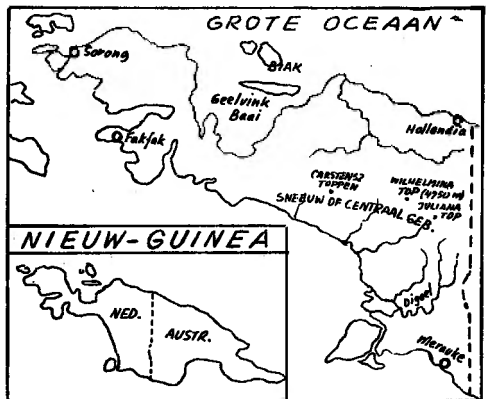 GROTE OCEAAN
Sorong
BIAK
Geelvink
Baai
Hollandia
Fakfak
CARSTENSZ
TOPPEN
WILHELMINA
TOP (4750 m)
JULIANA
TOP
SNEEUW OF CENTRAAL GEB.
NIEUW-GUINEA
NED.
AUSTR.
Digoel
Merauke